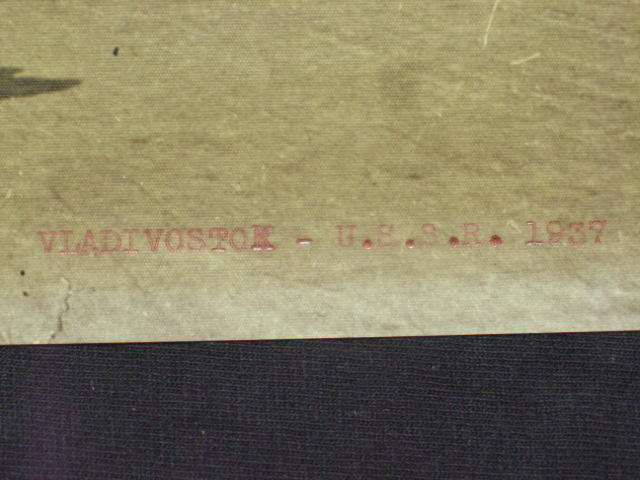 VLADIVOSTOK - U.S.S.R. 1937